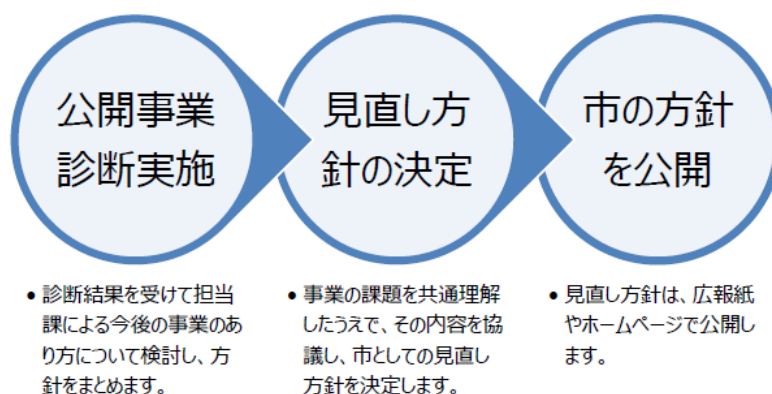 公開事業
診断実施
見直し方
針の決定
市の方針
を公開
• 診断結果を受けて担当
課による今後の事業のあ
り方について検討し、方
針をまとめます。
• 事業の課題を共通理解
したうえで、その内容を協
議し、市としての見直し
方針を決定します。
• 見直し方針は、広報紙
やホームページで公開し
ます。